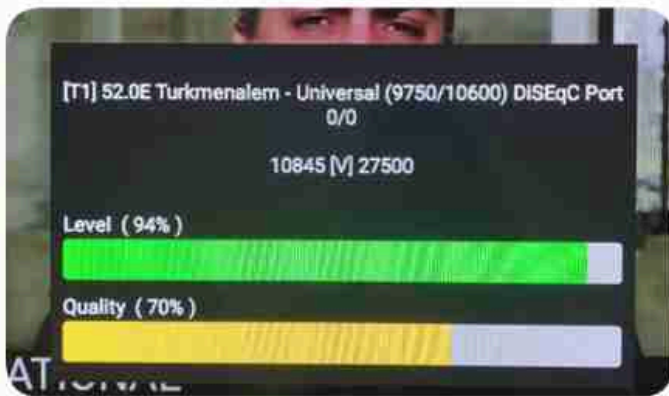 [T1] 52.0E Turkmenalem - Universal (9750/10600) DiSEqC Port
0/0
10845 [V] 27500
Level ( 94% )
Quality ( 70% )